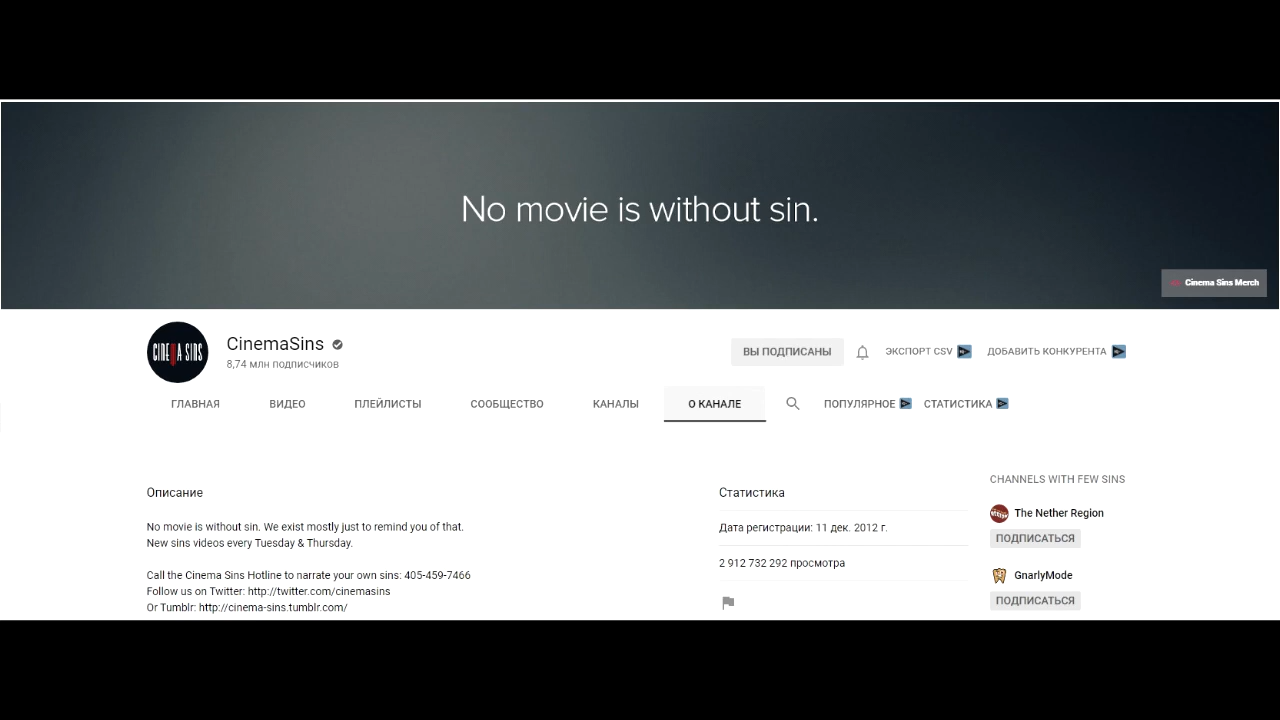 No movie is without sin.
Cinema Sins Merch
CINEMA SINS
CinemaSins
8,74 млн подписчиков
ВЫ ПОДПИСАНЫ
ЭКСПОРТ CSV
ДОБАВИТЬ КОНКУРЕНТА
ГЛАВНАЯ ВИДЕО ПЛЕЙЛИСТЫ СООБЩЕСТВО КАНАЛЫ О КАНАЛЕ ПОПУЛЯРНОЕ СТАТИСТИКА
Описание
No movie is without sin. We exist mostly just to remind you of that.
New sins videos every Tuesday & Thursday.
Call the Cinema Sins Hotline to narrate your own sins: 405-459-7466
Follow us on Twitter: http://twitter.com/cinemasins
Or Tumblr: http://cinema-sins.tumblr.com/
Статистика
Дата регистрации: 11 дек. 2012 г.
2 912 732 292 просмотра
CHANNELS WITH FEW SINS
The Nether Region
ПОДПИСАТЬСЯ
GnarlyMode
ПОДПИСАТЬСЯ